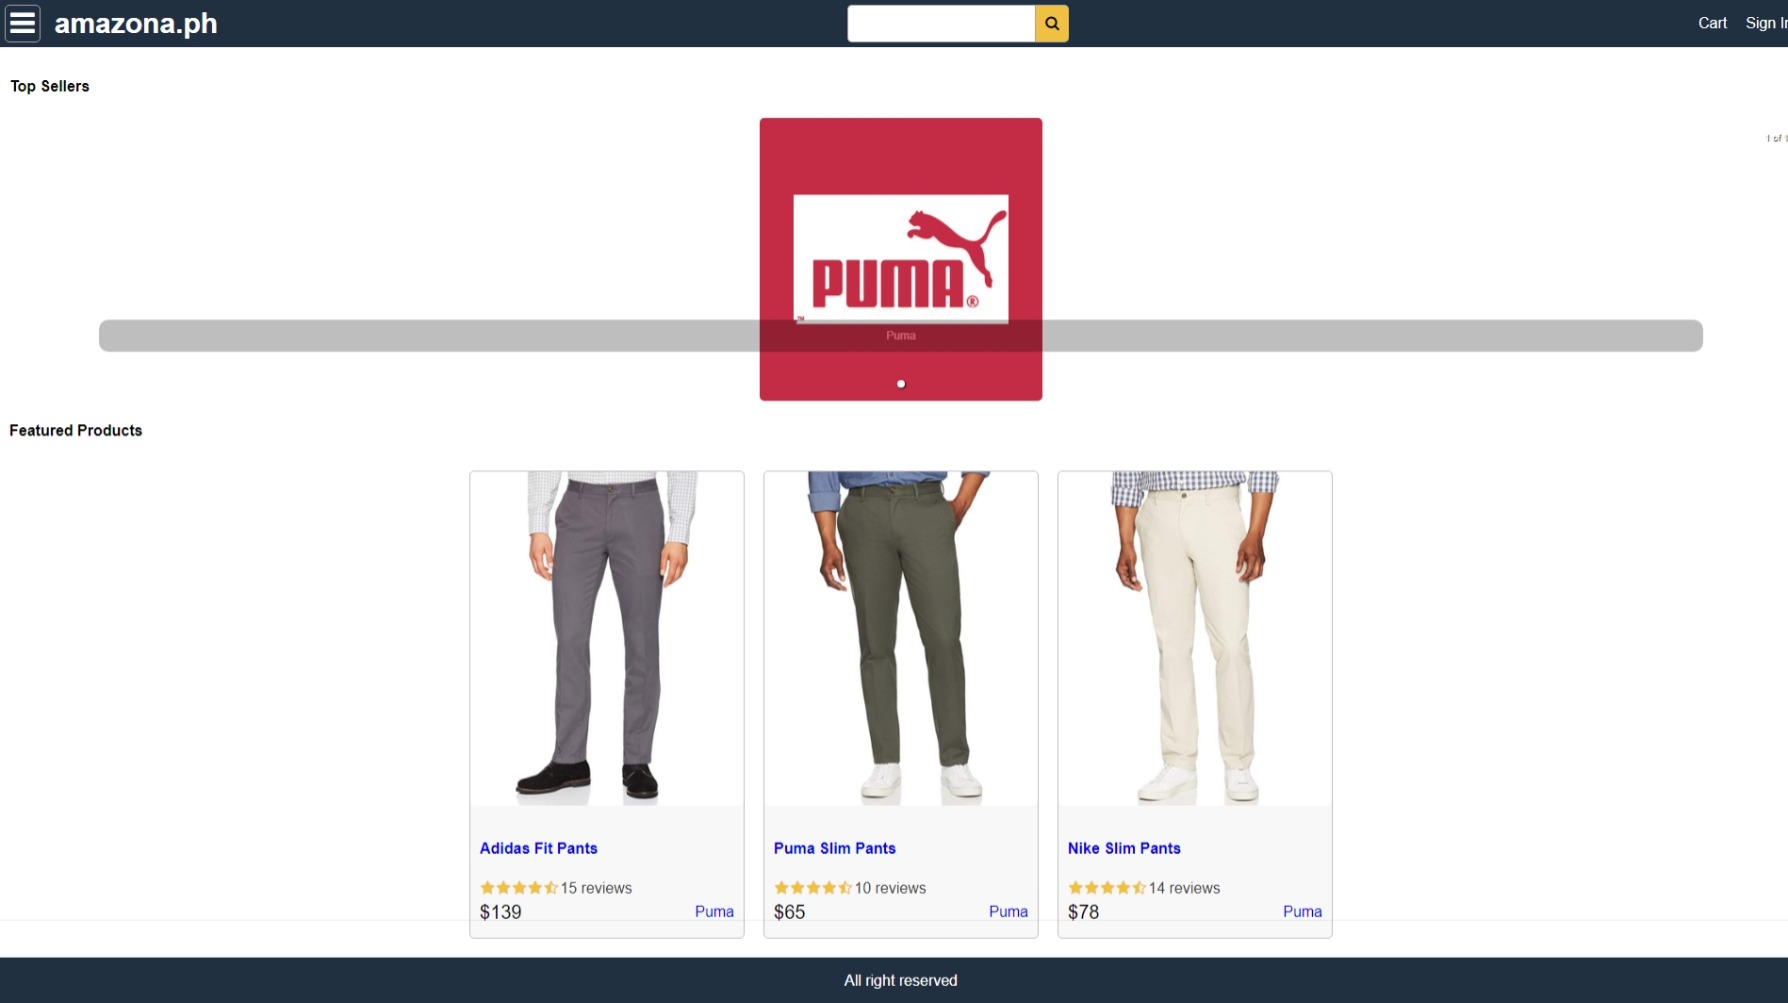 amazona.ph
Cart Sign In
Top Sellers
1 of 1
PUMA®
™
Puma
Featured Products
Adidas Fit Pants
15 reviews
$139 Puma
Puma Slim Pants
10 reviews
$65 Puma
Nike Slim Pants
14 reviews
$78 Puma
All right reserved